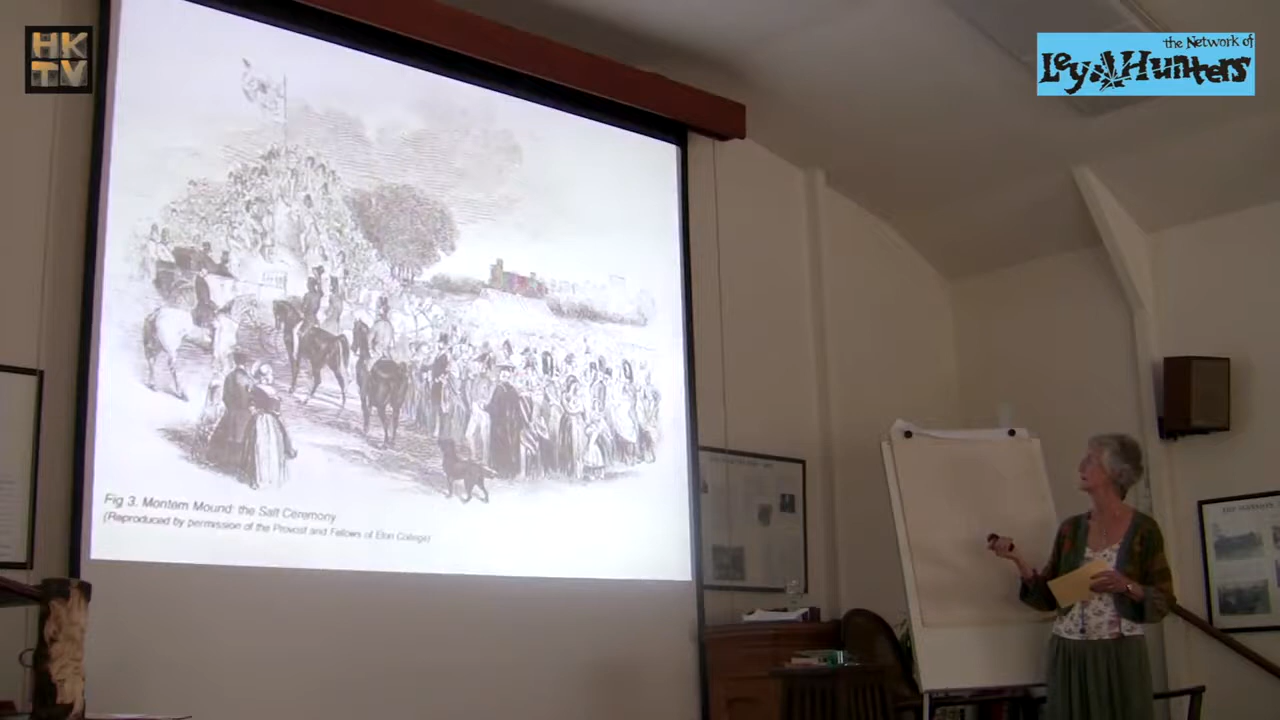 HK
TV
the Network of
Ley Hunters
Fig 3. Montem Mound: the Salt Ceremony
(Reproduced by permission of the Provost and Fellows of Eton College)